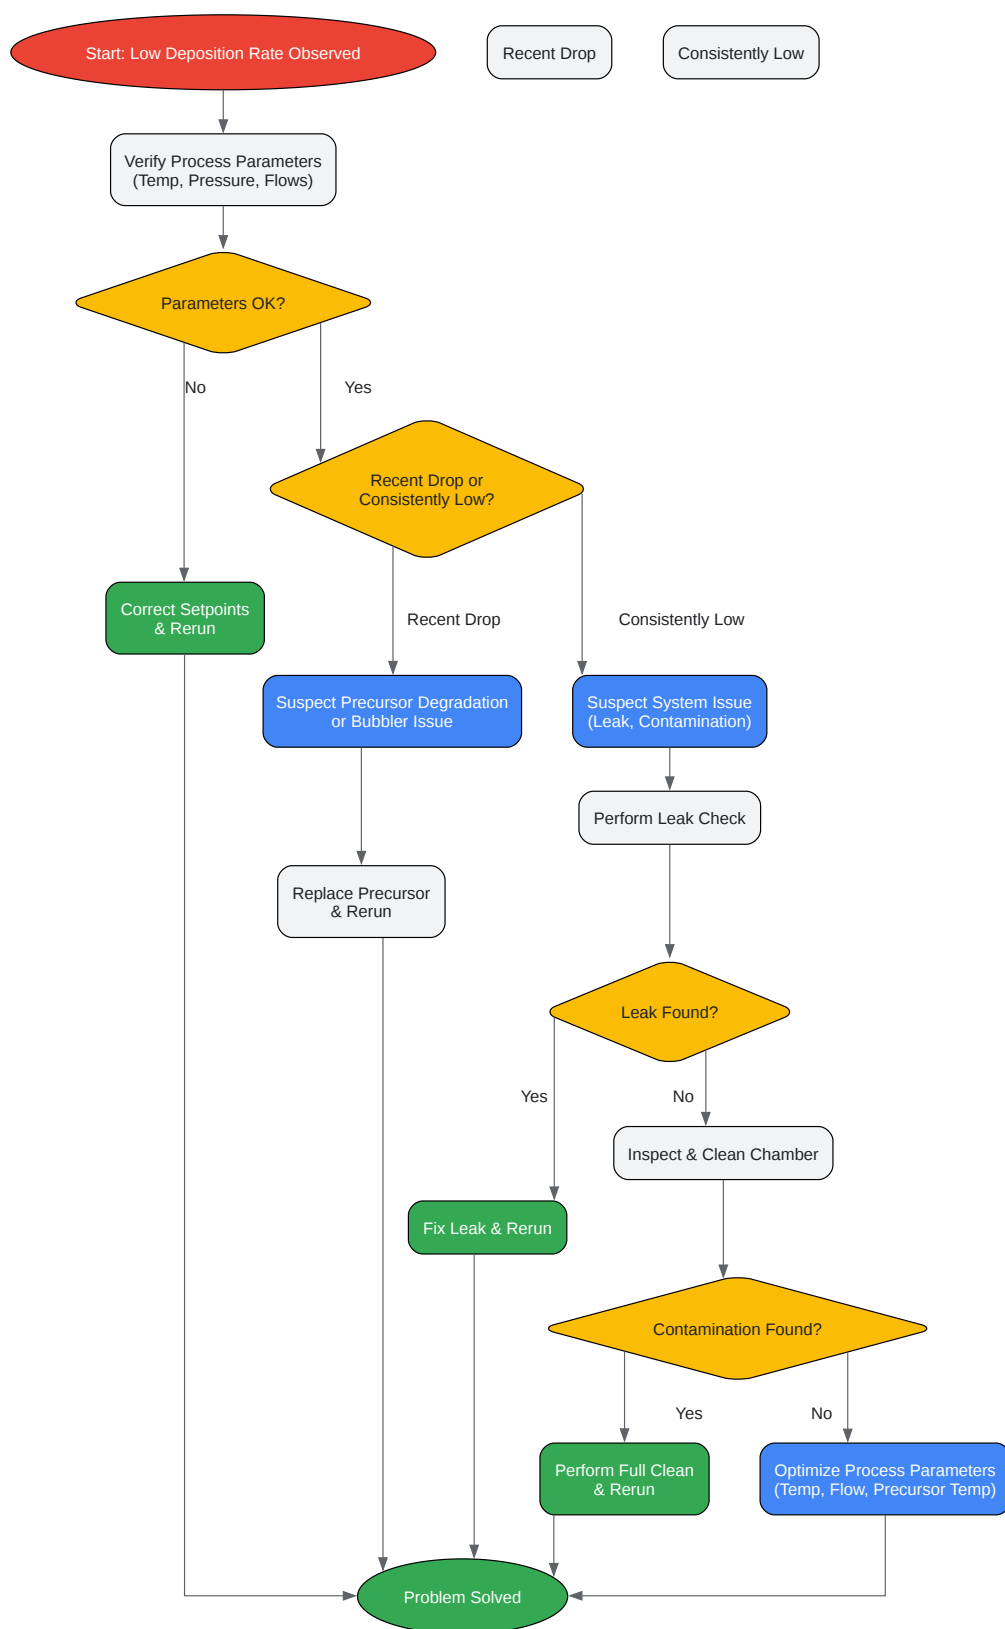 Start: Low Deposition Rate Observed
Recent Drop
Consistently Low
Verify Process Parameters
(Temp, Pressure, Flows)
Parameters OK?
No
Yes
Recent Drop or
Consistently Low?
Correct Setpoints
& Rerun
Recent Drop
Consistently Low
Suspect Precursor Degradation
or Bubbler Issue
Suspect System Issue
(Leak, Contamination)
Perform Leak Check
Replace Precursor
& Rerun
Leak Found?
Yes
No
Inspect & Clean Chamber
Fix Leak & Rerun
Contamination Found?
Yes
No
Perform Full Clean
& Rerun
Optimize Process Parameters
(Temp, Flow, Precursor Temp)
Problem Solved